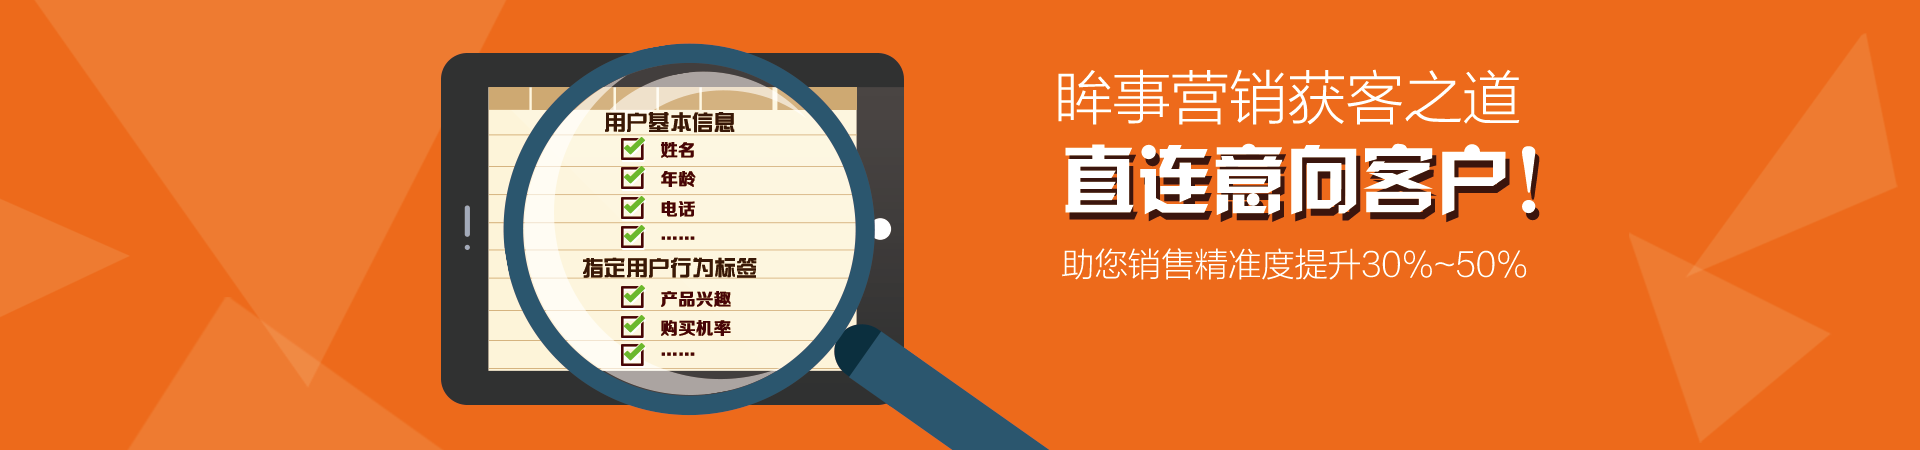 用户基本信息
姓名
年龄
电话
······
指定用户行为标签
产品兴趣
购买机率
······
眸事营销获客之道
直连意向客户!
助您销售精准度提升30%~50%